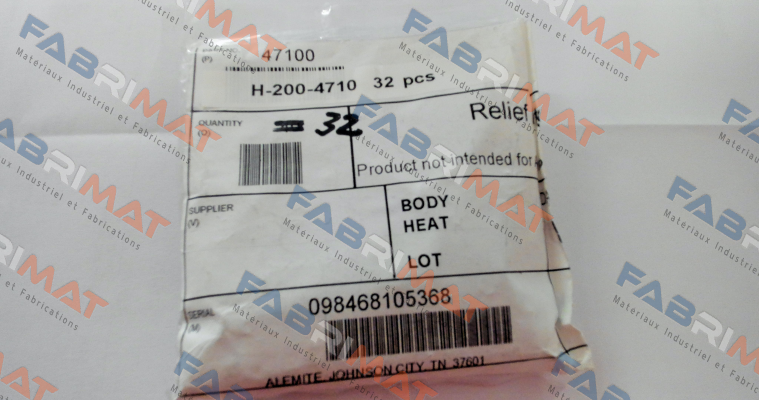 (P) 47100
H-200-4710 32 pcs
QUANTITY
(Q)
32
Relief
Product not intended for
SUPPLIER
(V)
BODY
HEAT
LOT
SERIAL
098468105368
ALEMITE JOHNSON CITY, TN 37601
FABRIMAT
Materiaux Industriel et Fabrications